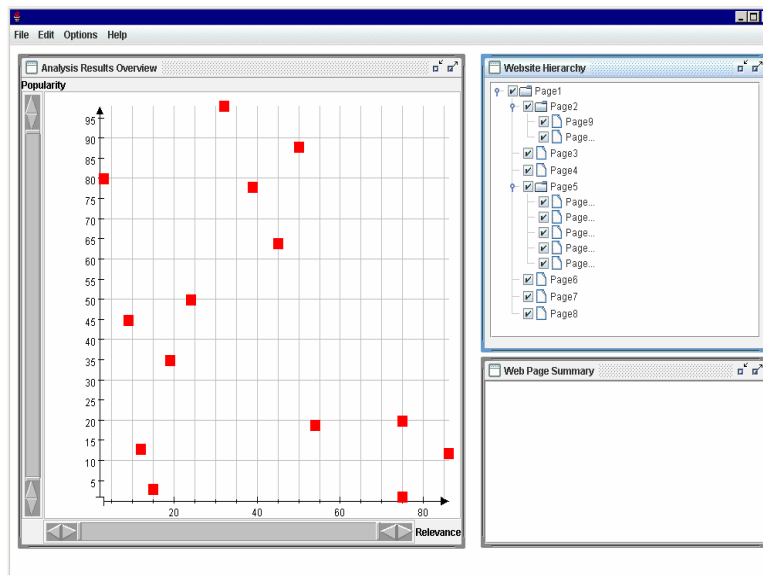 File Edit Options Help
Analysis Results Overview
Popularity
95
90
85
80
75
70
65
60
55
50
45
40
35
30
25
20
15
10
5
20 40 60 80
Relevance
Website Hierarchy
Page1
Page2
Page9
Page...
Page3
Page4
Page5
Page...
Page...
Page...
Page...
Page...
Page6
Page7
Page8
Web Page Summary